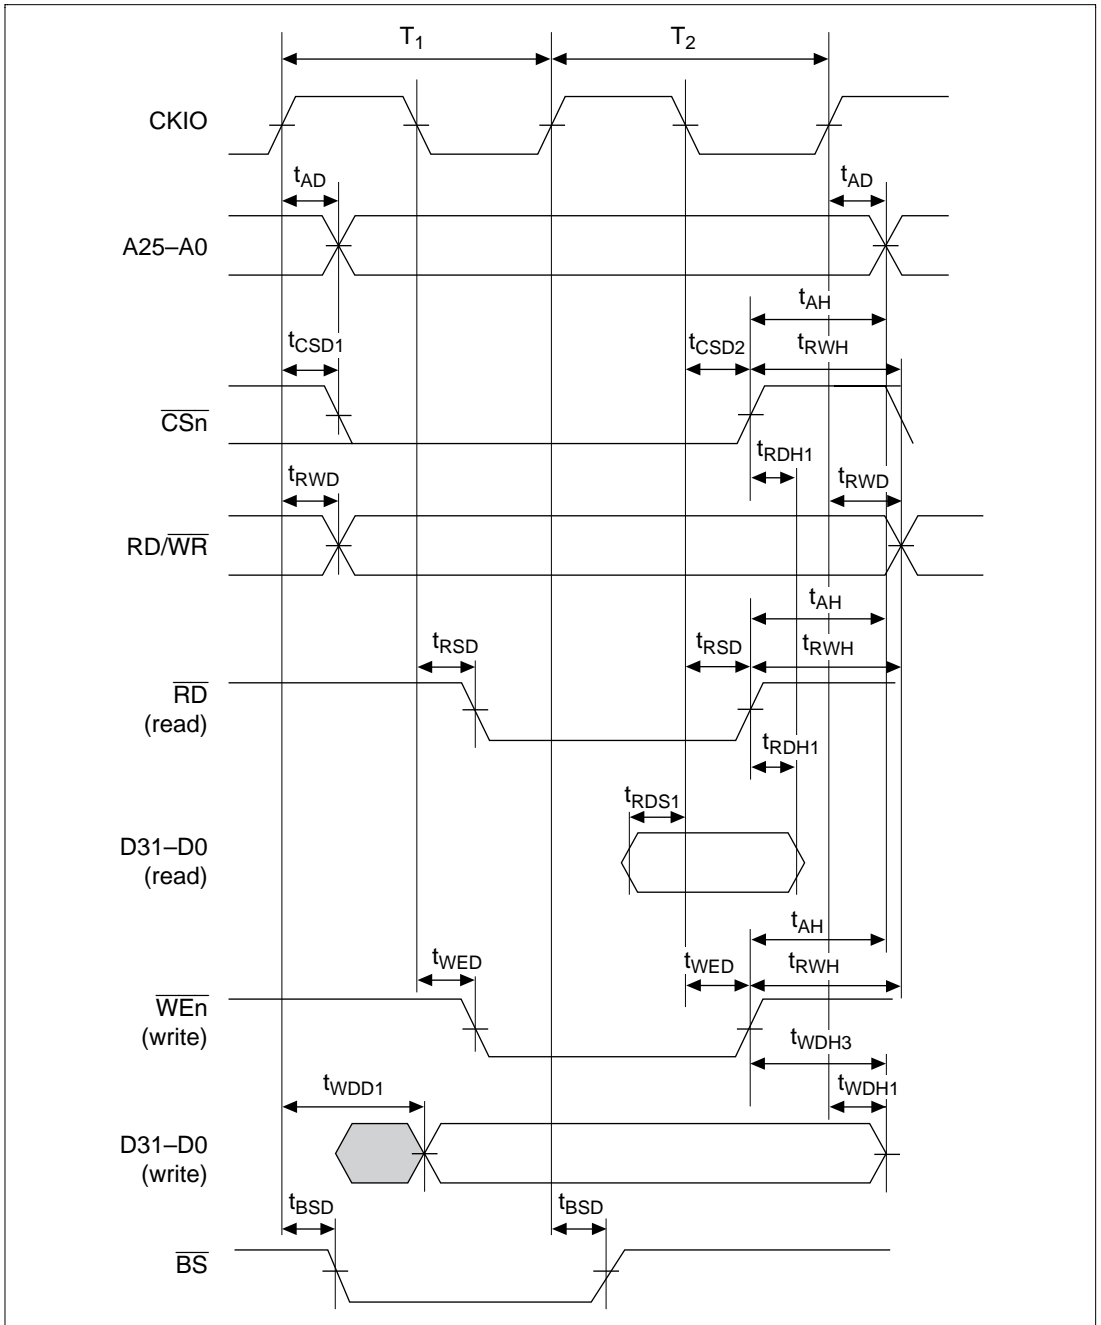 T1 T2
CKIO
tAD tAD
A25–A0
tAH
tCSD1 tCSD2 tRWH
CSn
tRDH1
tRWD tRWD
RD/WR
tAH
tRSD tRSD tRWH
RD
(read)
tRDH1
tRDS1
D31–D0
(read)
tAH
tWED tWED tRWH
WEn
(write)
tWDH3
tWDD1 tWDH1
D31–D0
(write)
tBSD tBSD
BS